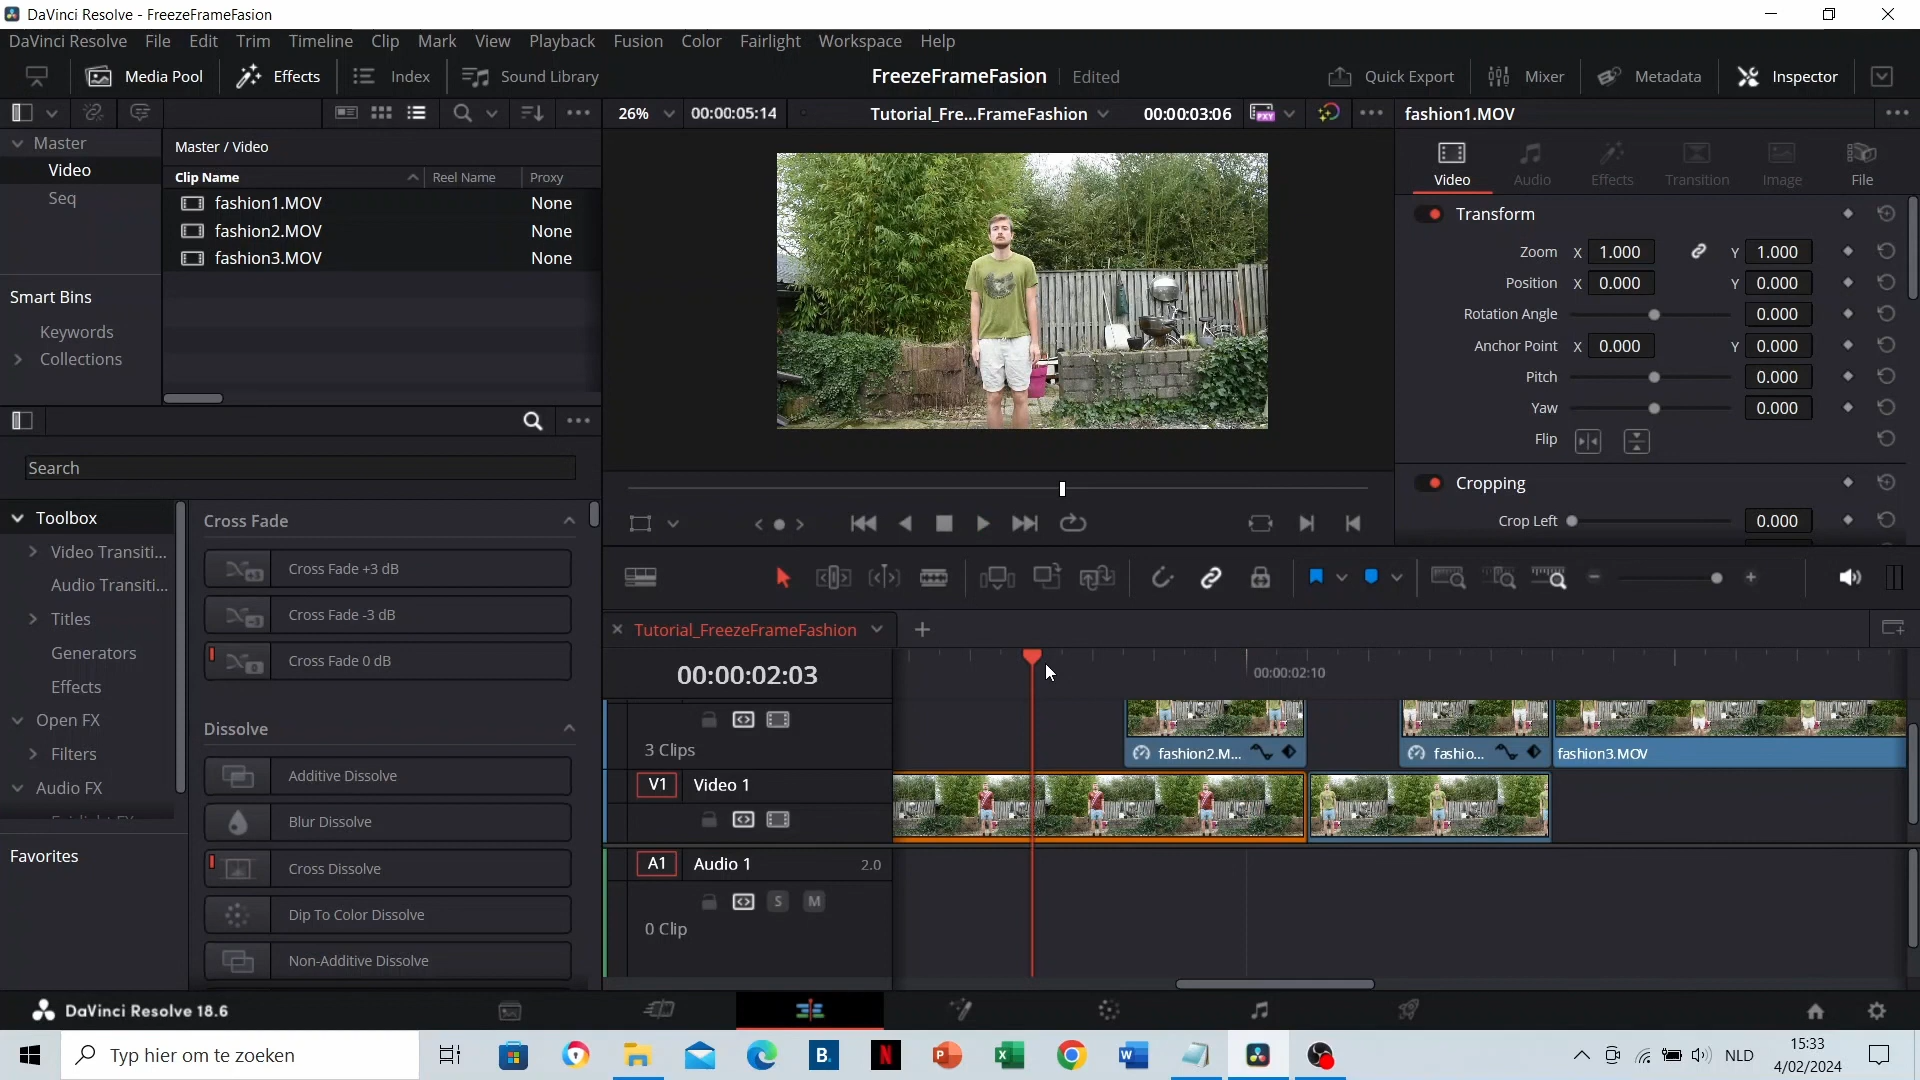 DaVinci Resolve - FreezeFrameFasion
DaVinci Resolve File Edit Trim Timeline Clip Mark View Playback Fusion Color Fairlight Workspace Help
Media Pool Effects Index Sound Library FreezeFrameFasion Edited Quick Export Mixer Metadata Inspector
26% 00:00:05:14 Tutorial_Fre...FrameFashion 00:00:03:06 PXY fashion1.MOV
Master
Video
Seq
Master / Video
Clip Name Reel Name Proxy
fashion1.MOV None
fashion2.MOV None
fashion3.MOV None
Smart Bins
Keywords
Collections
Video Audio Effects Transition Image File
Transform
Zoom X 1.000 Y 1.000
Position X 0.000 Y 0.000
Rotation Angle 0.000
Anchor Point X 0.000 Y 0.000
Pitch 0.000
Yaw 0.000
Flip
Cropping
Crop Left 0.000
Search
Toolbox
Video Transiti...
Audio Transiti...
Titles
Generators
Effects
Open FX
Filters
Audio FX
Favorites
Cross Fade
Cross Fade +3 dB
Cross Fade -3 dB
Cross Fade 0 dB
Dissolve
Additive Dissolve
Blur Dissolve
Cross Dissolve
Dip To Color Dissolve
Non-Additive Dissolve
Tutorial_FreezeFrameFashion
00:00:02:03
00:00:02:10
3 Clips
fashion2.M...
fashio...
fashion3.MOV
V1 Video 1
A1 Audio 1 2.0
S M
0 Clip
DaVinci Resolve 18.6
Typ hier om te zoeken
B.
N
NLD
15:33
4/02/2024